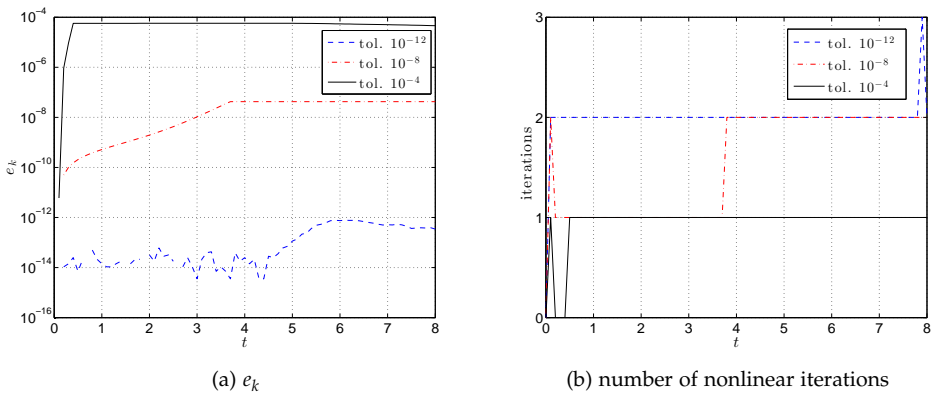 10⁻⁴
10⁻⁶
10⁻⁸
10⁻¹⁰
10⁻¹²
10⁻¹⁴
10⁻¹⁶
eₖ
tol. 10⁻¹²
tol. 10⁻⁸
tol. 10⁻⁴
0 1 2 3 4 5 6 7 8
t
(a) eₖ
3
2
1
0
iterations
tol. 10⁻¹²
tol. 10⁻⁸
tol. 10⁻⁴
0 1 2 3 4 5 6 7 8
t
(b) number of nonlinear iterations